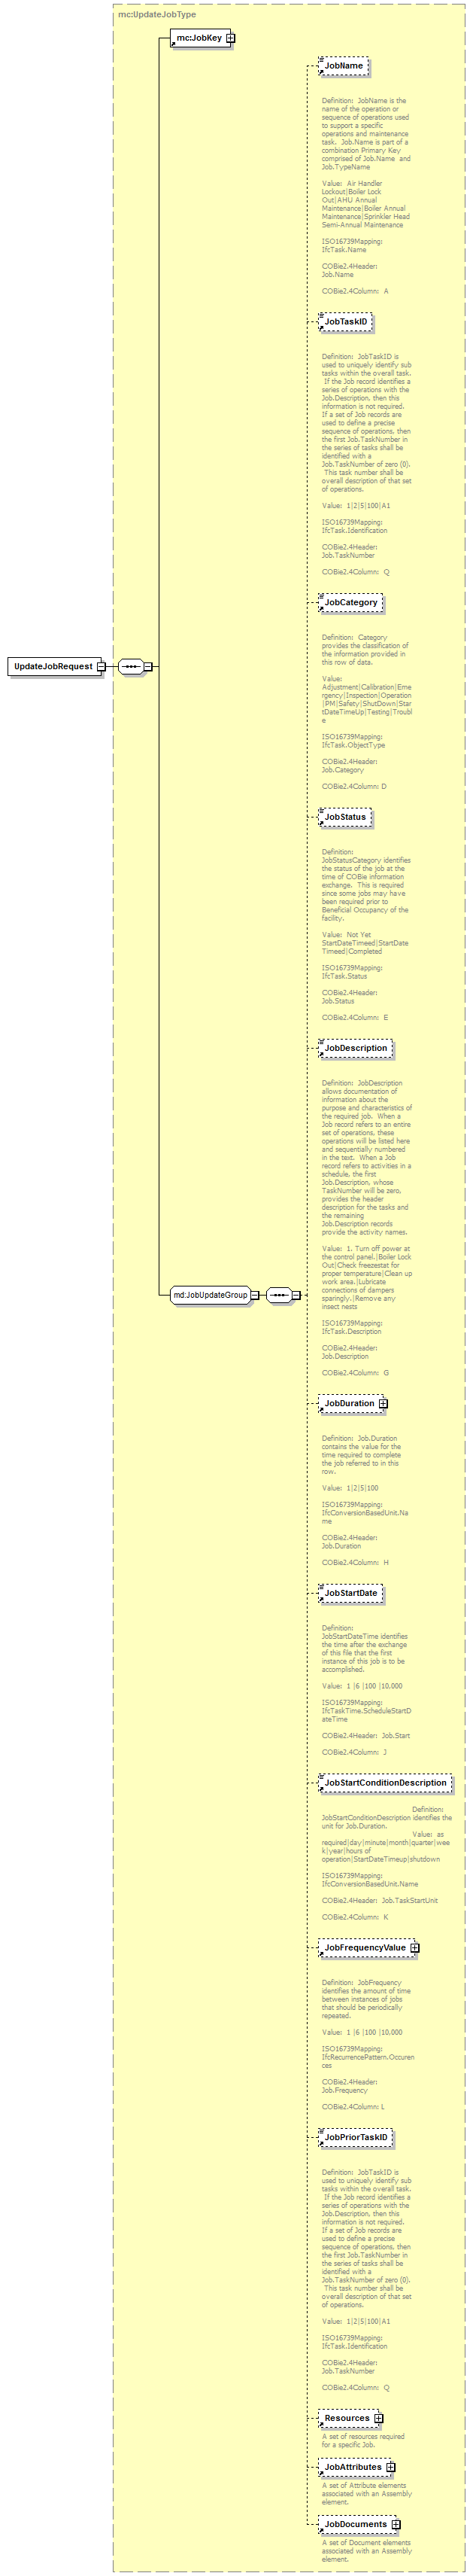 mc:UpdateJobType
mc:JobKey
JobName
Definition:  JobName is the
name of the operation or
sequence of operations used
to support a specific
operations and maintenance
task.  Job.Name is part of a
combination Primary Key
comprised of Job.Name  and
Job.TypeName
Value:  Air Handler
Lockout|Boiler Lock
Out|AHU Annual
Maintenance|Boiler Annual
Maintenance|Sprinkler Head
Semi-Annual Maintenance
ISO16739Mapping:
IfcTask.Name
COBie2.4Header:
Job.Name
COBie2.4Column:  A
JobTaskID
Definition:  JobTaskID is
used to uniquely identify sub
tasks within the overall task.
If the Job record identifies a
series of operations with the
Job.Description, then this
information is not required.
If a set of Job records are
used to define a precise
sequence of operations, then
the first Job.TaskNumber in
the series of tasks shall be
identified with a
Job.TaskNumber of zero (0).
This task number shall be
overall description of that set
of operations.
Value:  1|2|5|100|A1
ISO16739Mapping:
IfcTask.Identification
COBie2.4Header:
Job.TaskNumber
COBie2.4Column:  Q
JobCategory
Definition:  Category
provides the classification of
the information provided in
this row of data.
Value:
Adjustment|Calibration|Eme
rgency|Inspection|Operation
|PM|Safety|ShutDown|Star
tDateTimeUp|Testing|Troubl
e
ISO16739Mapping:
IfcTask.ObjectType
COBie2.4Header:
Job.Category
COBie2.4Column: D
UpdateJobRequest
JobStatus
Definition:
JobStatusCategory identifies
the status of the job at the
time of COBie information
exchange.  This is required
since some jobs may have
been required prior to
Beneficial Occupancy of the
facility.
Value:  Not Yet
StartDateTimeed|StartDate
Timeed|Completed
ISO16739Mapping:
IfcTask.Status
COBie2.4Header:
Job.Status
COBie2.4Column:  E
JobDescription
Definition:  JobDescription
allows documentation of
information about the
purpose and characteristics of
the required job.  When a
Job record refers to an entire
set of operations, these
operations will be listed here
and sequentially numbered
in the text.  When a Job
record refers to activities in a
schedule, the first
Job.Description, whose
TaskNumber will be zero,
provides the header
description for the tasks and
the remaining
Job.Description records
provide the activity names.
Value:  1. Turn off power at
the control panel.|Boiler Lock
Out|Check freezestat for
proper temperature|Clean up
work area.|Lubricate
connections of dampers
sparingly.|Remove any
insect nests
md:JobUpdateGroup
ISO16739Mapping:
IfcTask.Description
COBie2.4Header:
Job.Description
COBie2.4Column:  G
JobDuration
Definition:  Job.Duration
contains the value for the
time required to complete
the job referred to in this
row.
Value:  1|2|5|100
ISO16739Mapping:
IfcConversionBasedUnit.Na
me
COBie2.4Header:
Job.Duration
COBie2.4Column:  H
JobStartDate
Definition:
JobStartDateTime identifies
the time after the exchange
of this file that the first
instance of this job is to be
accomplished.
Value:  1 |6 |100 |10,000
ISO16739Mapping:
IfcTaskTime.ScheduleStartD
ateTime
COBie2.4Header:  Job.Start
COBie2.4Column:  J
JobStartConditionDescription
Definition:
JobStartConditionDescription identifies the
unit for Job.Duration.
Value:  as
required|day|minute|month|quarter|wee
k|year|hours of
operation|StartDateTimeup|shutdown
ISO16739Mapping:
IfcConversionBasedUnit.Name
COBie2.4Header:  Job.TaskStartUnit
COBie2.4Column:  K
JobFrequencyValue
Definition:  JobFrequency
identifies the amount of time
between instances of jobs
that should be periodically
repeated.
Value:  1 |6 |100 |10,000
ISO16739Mapping:
IfcRecurrencePattern.Occuren
ces
COBie2.4Header:
Job.Frequency
COBie2.4Column: L
JobPriorTaskID
Definition:  JobTaskID is
used to uniquely identify sub
tasks within the overall task.
If the Job record identifies a
series of operations with the
Job.Description, then this
information is not required.
If a set of Job records are
used to define a precise
sequence of operations, then
the first Job.TaskNumber in
the series of tasks shall be
identified with a
Job.TaskNumber of zero (0).
This task number shall be
overall description of that set
of operations.
Value:  1|2|5|100|A1
ISO16739Mapping:
IfcTask.Identification
COBie2.4Header:
Job.TaskNumber
COBie2.4Column:  Q
Resources
A set of resources required
for a specific Job.
JobAttributes
A set of Attribute elements
associated with an Assembly
element.
JobDocuments
A set of Document elements
associated with an Assembly
element.